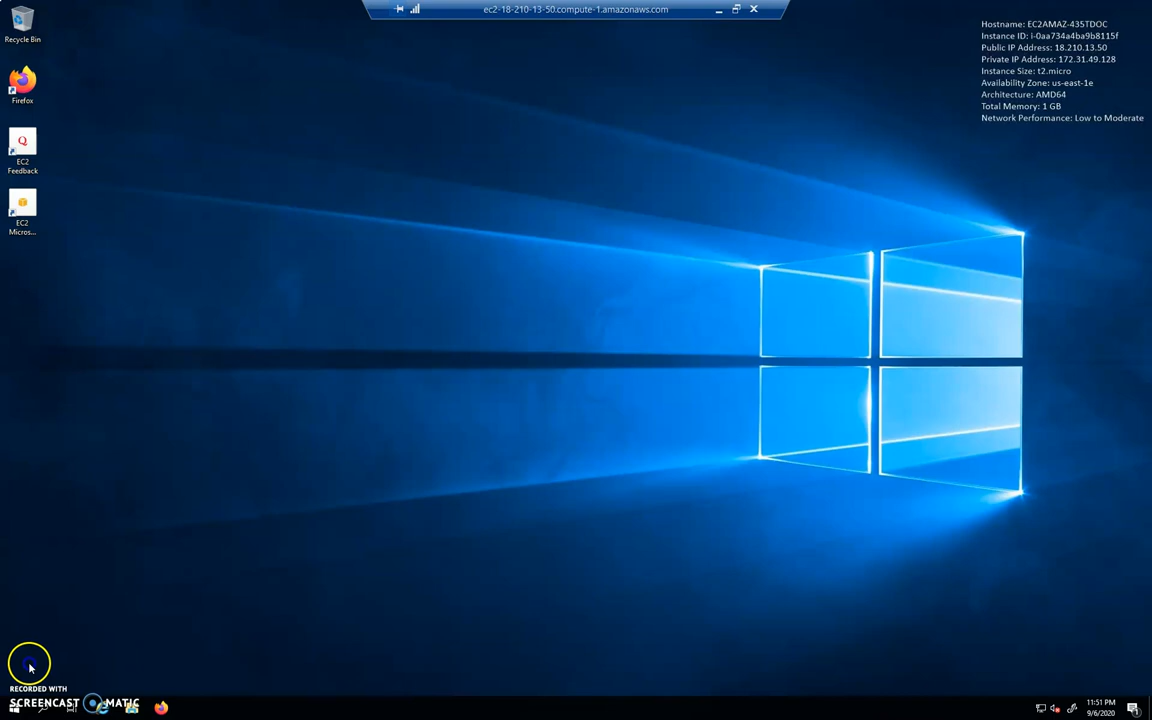 ec2-18-210-13-50.compute-1.amazonaws.com
Recycle Bin
Firefox
Q
EC2
Feedback
EC2
Micros...
Hostname: EC2AMAZ-435TDOC
Instance ID: i-0aa734a4ba9b8115f
Public IP Address: 18.210.13.50
Private IP Address: 172.31.49.128
Instance Size: t2.micro
Availability Zone: us-east-1e
Architecture: AMD64
Total Memory: 1 GB
Network Performance: Low to Moderate
RECORDED WITH
SCREENCAST MATIC
11:51 PM
9/6/2020
1